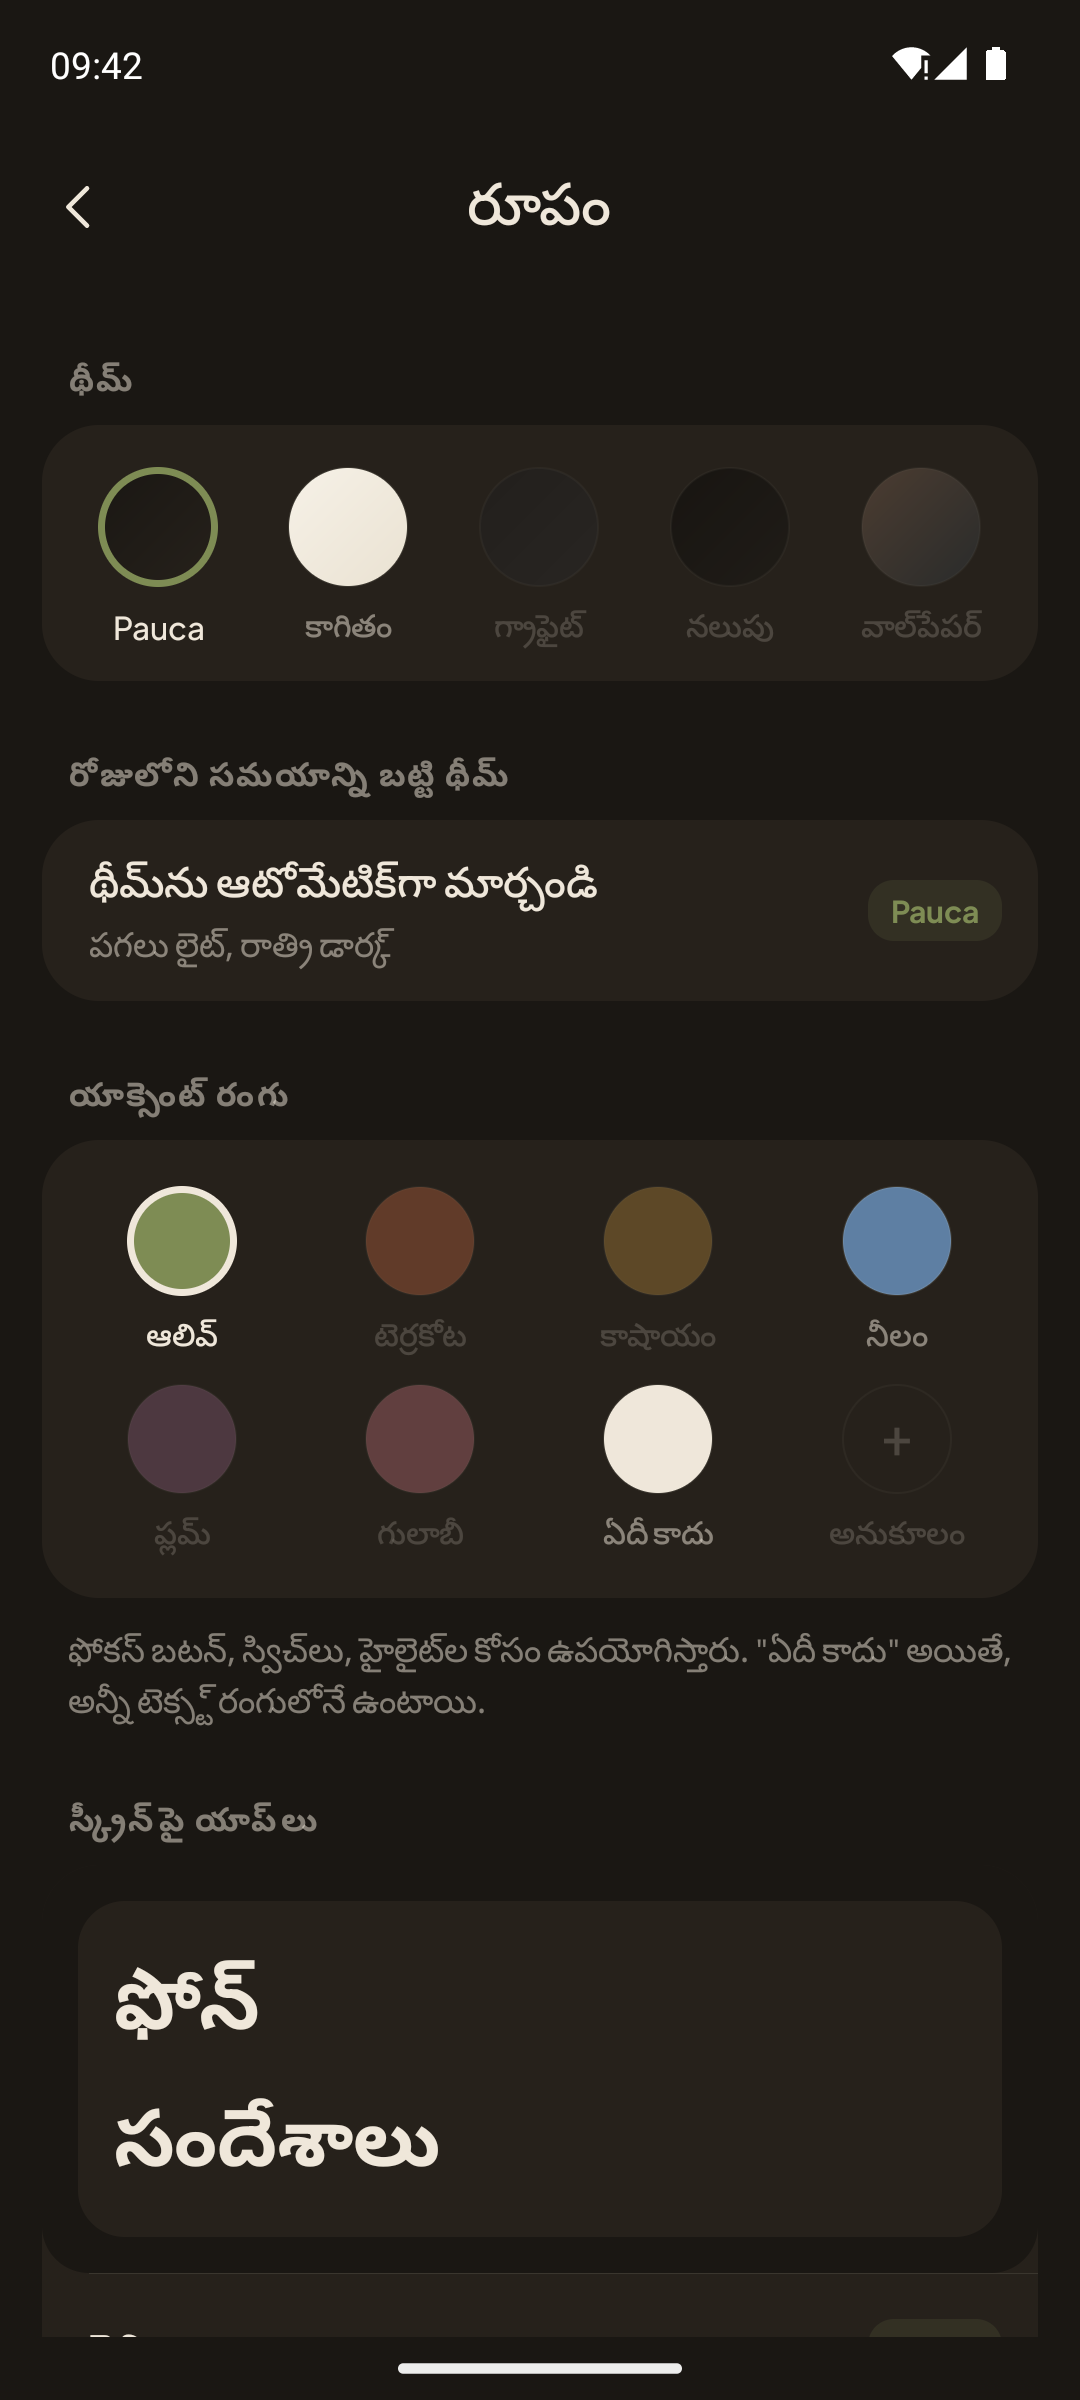 09:42
రూపం
థీమ్
Pauca
కాగితం
గ్రాఫైట్
నలుపు
వాల్‌పేపర్
రోజులోని సమయాన్ని బట్టి థీమ్
థీమ్‌ను ఆటోమేటిక్‌గా మార్చండి
Pauca
పగలు లైట్, రాత్రి డార్క్
యాక్సెంట్ రంగు
ఆలివ్
టెర్రకోట
కాషాయం
నీలం
ప్లమ్
గులాబీ
ఏదీ కాదు
+
అనుకూలం
ఫోకస్ బటన్, స్విచ్‌లు, హైలైట్‌ల కోసం ఉపయోగిస్తారు. "ఏదీ కాదు" అయితే,
అన్నీ టెక్స్ట్ రంగులోనే ఉంటాయి.
స్క్రీన్‌పై యాప్‌లు
ఫోన్
సందేశాలు